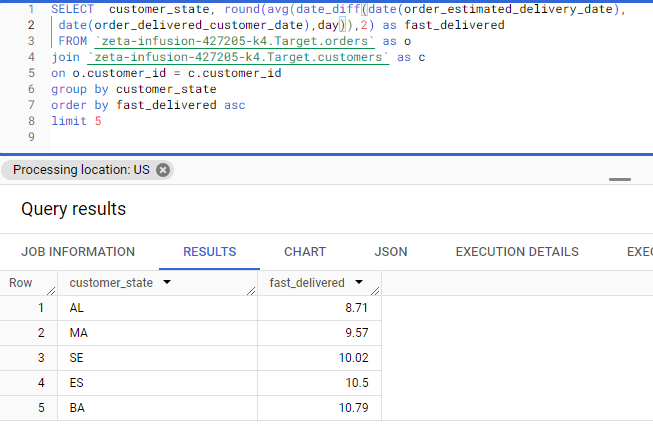 1 SELECT customer_state, round(avg(date_diff(date(order_estimated_delivery_date),
2 date(order_delivered_customer_date),day)),2) as fast_delivered
3 FROM `zeta-infusion-427205-k4.Target.orders` as o
4 join `zeta-infusion-427205-k4.Target.customers` as c
5 on o.customer_id = c.customer_id
6 group by customer_state
7 order by fast_delivered asc
8 limit 5
9
Processing location: US
Query results
JOB INFORMATION RESULTS CHART JSON EXECUTION DETAILS EXEC
Row customer_state fast_delivered
1 AL 8.71
2 MA 9.57
3 SE 10.02
4 ES 10.5
5 BA 10.79